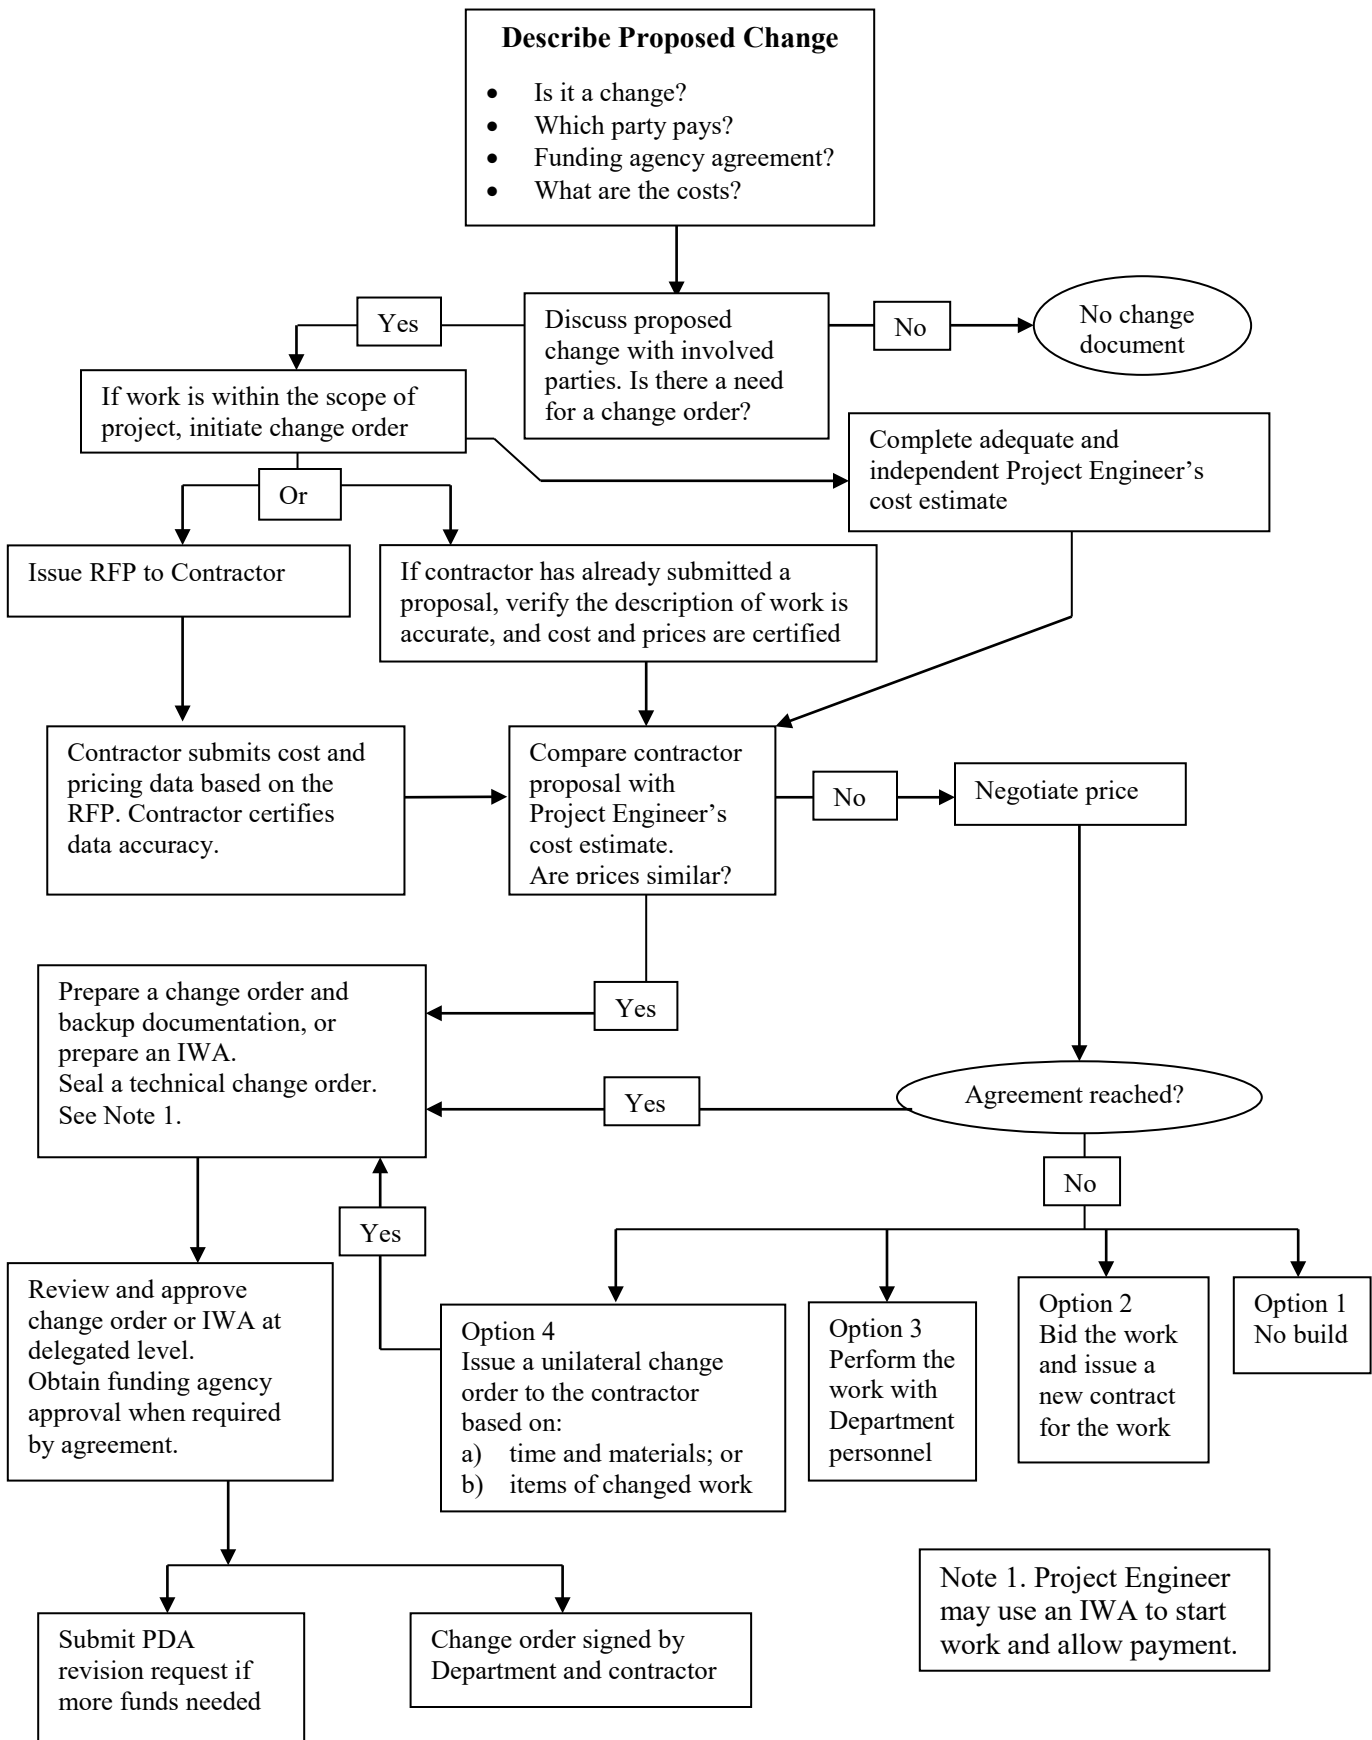 Describe Proposed Change
• Is it a change?
• Which party pays?
• Funding agency agreement?
• What are the costs?
Yes
Discuss proposed
change with involved
parties. Is there a need
for a change order?
No
No change
document
If work is within the scope of
project, initiate change order
Complete adequate and
independent Project Engineer's
cost estimate
Or
Issue RFP to Contractor
If contractor has already submitted a
proposal, verify the description of work is
accurate, and cost and prices are certified
Contractor submits cost and
pricing data based on the
RFP. Contractor certifies
data accuracy.
Compare contractor
proposal with
Project Engineer's
cost estimate.
Are prices similar?
No
Negotiate price
Prepare a change order and
backup documentation, or
prepare an IWA.
Seal a technical change order.
See Note 1.
Yes
Yes
Agreement reached?
No
Yes
Review and approve
change order or IWA at
delegated level.
Obtain funding agency
approval when required
by agreement.
Option 4
Issue a unilateral change
order to the contractor
based on:
a) time and materials; or
b) items of changed work
Option 3
Perform the
work with
Department
personnel
Option 2
Bid the work
and issue a
new contract
for the work
Option 1
No build
Note 1. Project Engineer
may use an IWA to start
work and allow payment.
Submit PDA
revision request if
more funds needed
Change order signed by
Department and contractor